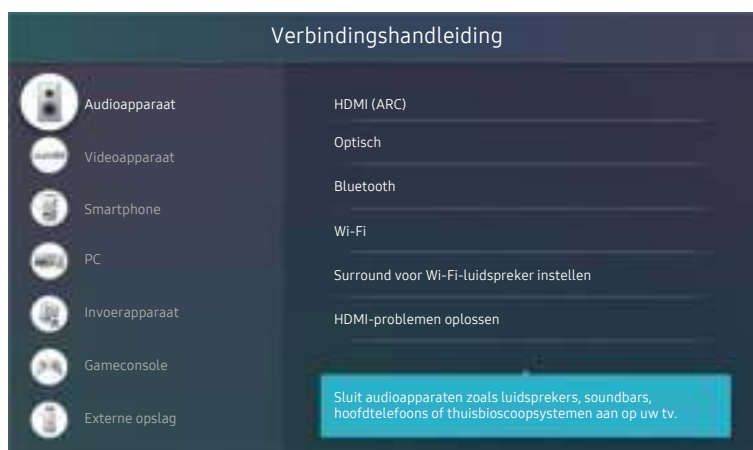 Verbindingshandleiding
Audioapparaat
Videoapparaat
Smartphone
PC
Invoerapparaat
Gameconsole
Externe opslag
HDMI (ARC)
Optisch
Bluetooth
Wi-Fi
Surround voor Wi-Fi-luidspreker instellen
HDMI-problemen oplossen
Sluit audioapparaten zoals luidsprekers, soundbars,
hoofdtelefoons of thuisbioscoopsystemen aan op uw tv.